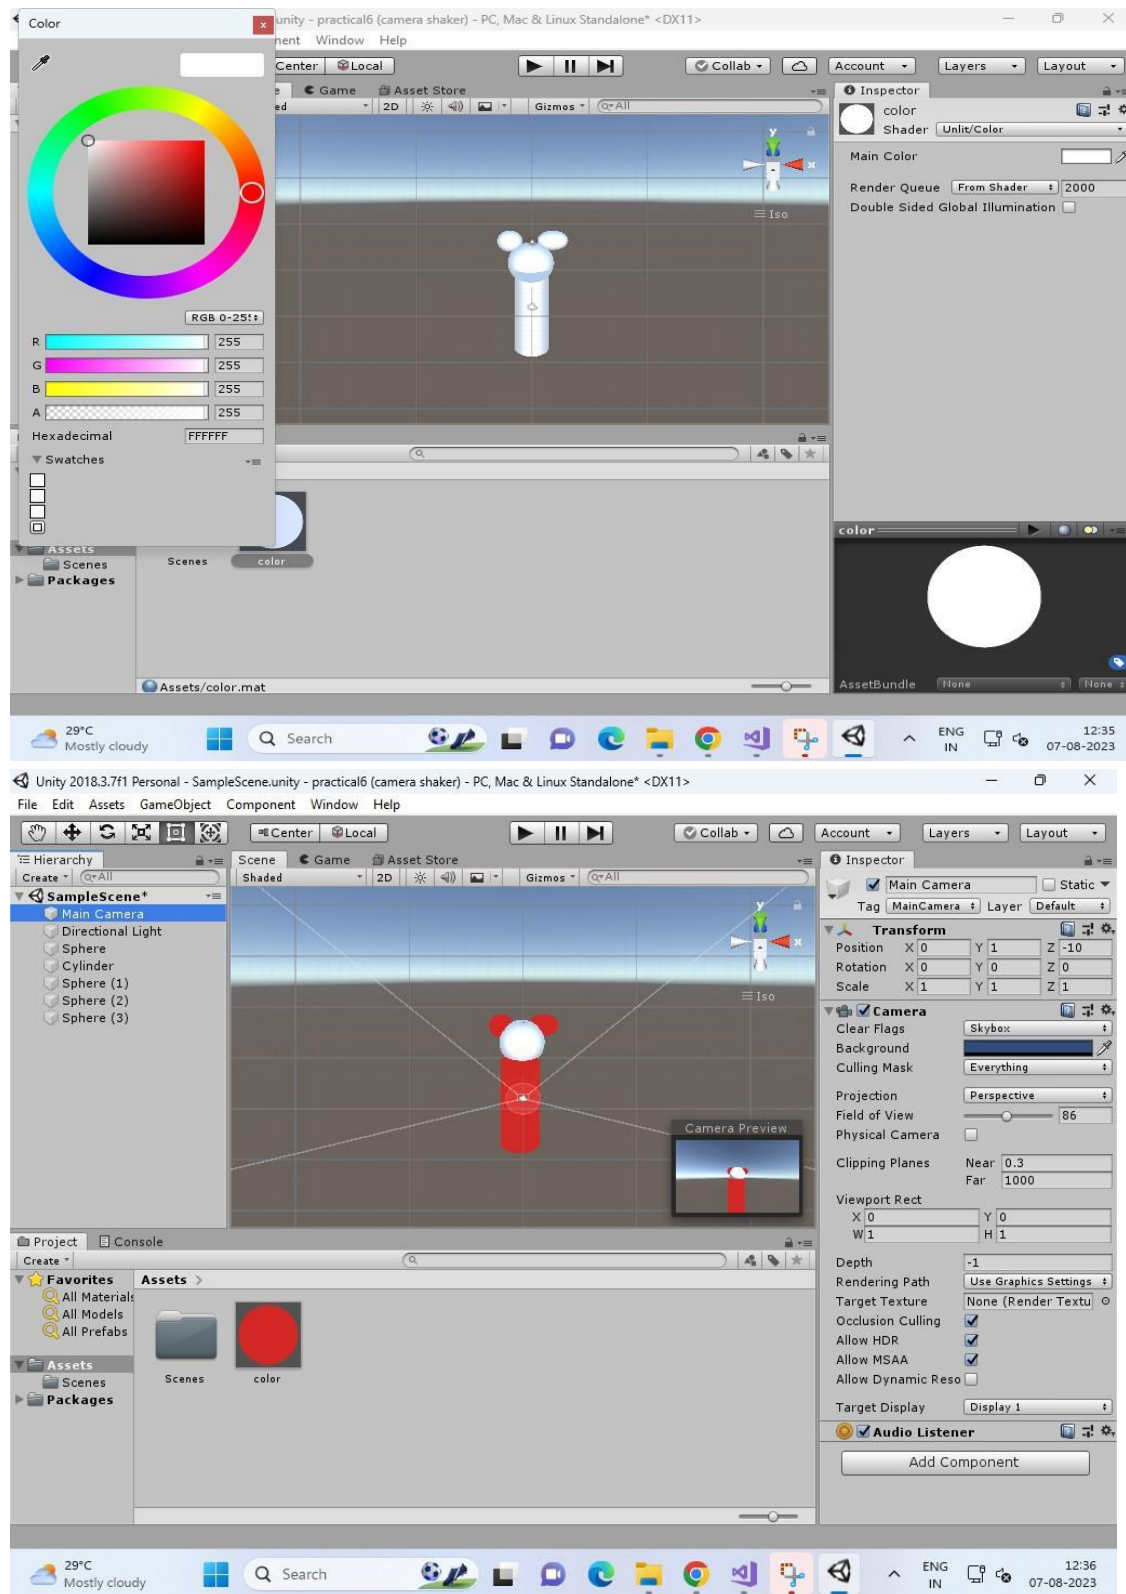 Color
x
unity - practical6 (camera shaker) - PC, Mac & Linux Standalone* <DX11>
nent Window Help
Center Local
Collab
Account
Layers
Layout
Game Asset Store
ed 2D Gizmos All
Inspector
color
Shader Unlit/Color
Main Color
Render Queue From Shader 2000
Double Sided Global Illumination
y
x
Iso
RGB 0-255
R 255
G 255
B 255
A 255
Hexadecimal FFFFFF
Swatches
Assets
Scenes
Packages
Scenes color
Assets/color.mat
color
AssetBundle None None
29°C
Mostly cloudy
Search
ENG
IN
12:35
07-08-2023
Unity 2018.3.7f1 Personal - SampleScene.unity - practical6 (camera shaker) - PC, Mac & Linux Standalone* <DX11>
File Edit Assets GameObject Component Window Help
Center Local
Collab
Account
Layers
Layout
Hierarchy
Create All
SampleScene*
Main Camera
Directional Light
Sphere
Cylinder
Sphere (1)
Sphere (2)
Sphere (3)
Scene Game Asset Store
Shaded 2D Gizmos All
y
x
Iso
Camera Preview
Inspector
Main Camera Static
Tag MainCamera Layer Default
Transform
Position X 0 Y 1 Z -10
Rotation X 0 Y 0 Z 0
Scale X 1 Y 1 Z 1
Camera
Clear Flags Skybox
Background
Culling Mask Everything
Projection Perspective
Field of View 86
Physical Camera
Clipping Planes Near 0.3
Far 1000
Viewport Rect
X 0 Y 0
W 1 H 1
Depth -1
Rendering Path Use Graphics Settings
Target Texture None (Render Textu
Occlusion Culling
Allow HDR
Allow MSAA
Allow Dynamic Reso
Target Display Display 1
Audio Listener
Add Component
Project Console
Create
Favorites
All Materials
All Models
All Prefabs
Assets
Scenes
Packages
Assets >
Scenes color
29°C
Mostly cloudy
Search
ENG
IN
12:36
07-08-2023